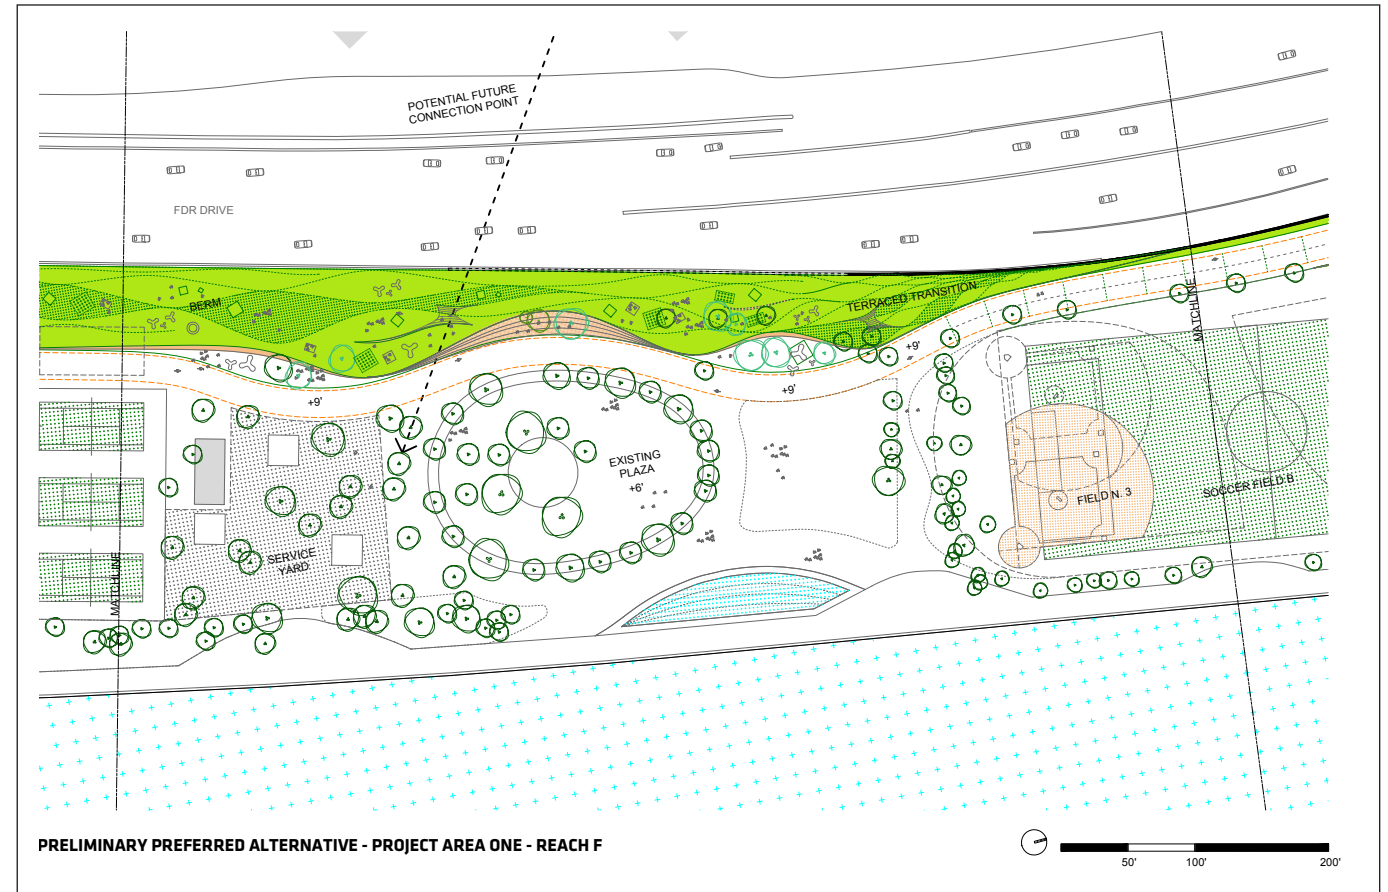 POTENTIAL FUTURE
CONNECTION POINT
FDR DRIVE
BERM
TERRACED TRANSITION
MATCHLINE
+9'
+9'
+9'
EXISTING
PLAZA
+6'
FIELD N. 3
SOCCER FIELD B
SERVICE
YARD
MATCHLINE
PRELIMINARY PREFERRED ALTERNATIVE - PROJECT AREA ONE - REACH F
50' 100' 200'